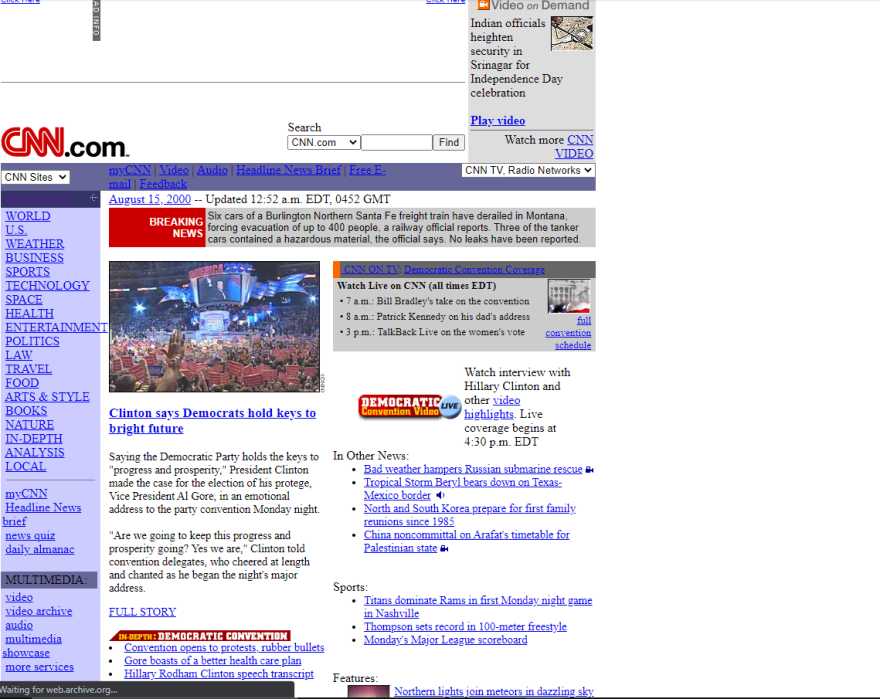 Click Here
Click Here
AD INFO
Video on Demand
Indian officials
heighten
security in
Srinagar for
Independence Day
celebration
Play video
Watch more CNN
VIDEO
CNN.com
Search
CNN.com
Find
CNN Sites
myCNN | Video | Audio | Headline News Brief | Free E-
mail | Feedback
CNN TV, Radio Networks
WORLD
U.S.
WEATHER
BUSINESS
SPORTS
TECHNOLOGY
SPACE
HEALTH
ENTERTAINMENT
POLITICS
LAW
TRAVEL
FOOD
ARTS & STYLE
BOOKS
NATURE
IN-DEPTH
ANALYSIS
LOCAL
myCNN
Headline News
brief
news quiz
daily almanac
MULTIMEDIA:
video
video archive
audio
multimedia
showcase
more services
August 15, 2000 -- Updated 12:52 a.m. EDT, 0452 GMT
BREAKING
NEWS
Six cars of a Burlington Northern Santa Fe freight train have derailed in Montana,
forcing evacuation of up to 400 people, a railway official reports. Three of the tanker
cars contained a hazardous material, the official says. No leaks have been reported.
AMERICA
(CNN)
Clinton says Democrats hold keys to
bright future
Saying the Democratic Party holds the keys to
"progress and prosperity," President Clinton
made the case for the election of his protege,
Vice President Al Gore, in an emotional
address to the party convention Monday night.
"Are we going to keep this progress and
prosperity going? Yes we are," Clinton told
convention delegates, who cheered at length
and chanted as he began the night's major
address.
FULL STORY
IN-DEPTH: DEMOCRATIC CONVENTION
• Convention opens to protests, rubber bullets
• Gore boasts of a better health care plan
• Hillary Rodham Clinton speech transcript
CNN ON TV: Democratic Convention Coverage
Watch Live on CNN (all times EDT)
• 7 a.m.: Bill Bradley's take on the convention
• 8 a.m.: Patrick Kennedy on his dad's address
• 3 p.m.: TalkBack Live on the women's vote
full
convention
schedule
DEMOCRATIC
Convention Video
LIVE
Watch interview with
Hillary Clinton and
other video
highlights. Live
coverage begins at
4:30 p.m. EDT
In Other News:
• Bad weather hampers Russian submarine rescue
• Tropical Storm Beryl bears down on Texas-
Mexico border
• North and South Korea prepare for first family
reunions since 1985
• China noncommittal on Arafat's timetable for
Palestinian state
Sports:
• Titans dominate Rams in first Monday night game
in Nashville
• Thompson sets record in 100-meter freestyle
• Monday's Major League scoreboard
Features:
Northern lights join meteors in dazzling sky
Waiting for web.archive.org...